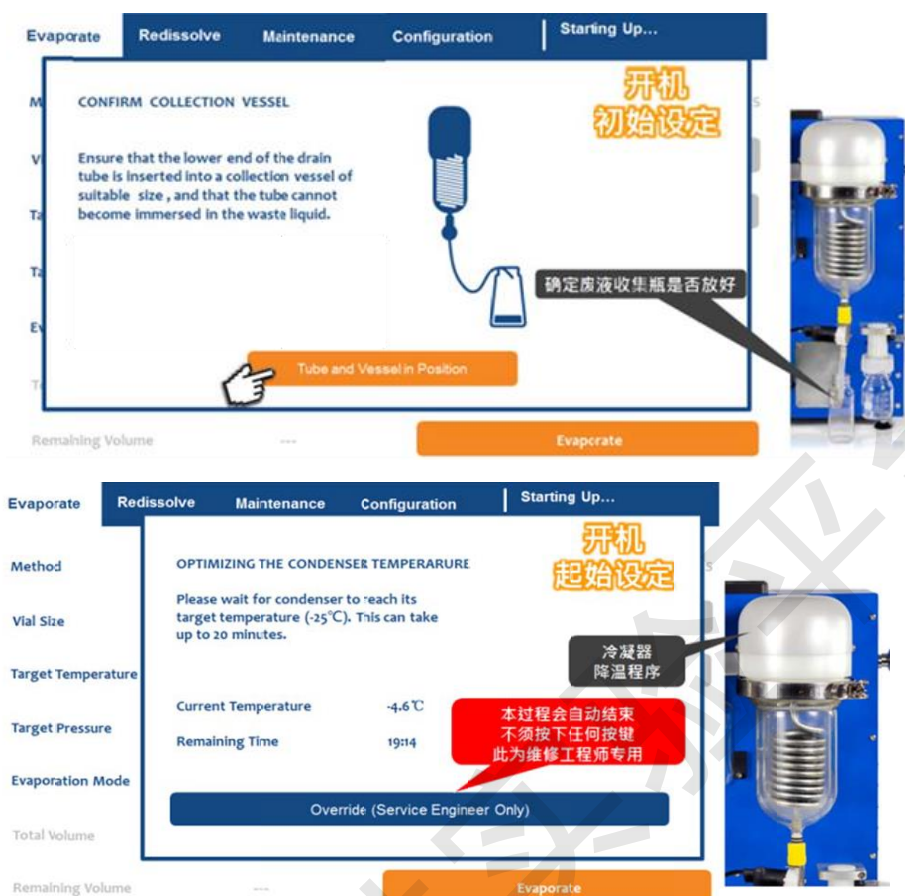 Evaporate Redissolve Maintenance Configuration Starting Up...
开机
初始设定
CONFIRM COLLECTION VESSEL
Ensure that the lower end of the drain
tube is inserted into a collection vessel of
suitable size , and that the tube cannot
become immersed in the waste liquid.
确定废液收集瓶是否放好
Tube and Vessel in Position
Remaining Volume --- Evaporate
Evaporate Redissolve Maintenance Configuration Starting Up...
开机
起始设定
Method
OPTIMIZING THE CONDENSER TEMPERARURE
Please wait for condenser to reach its
target temperature (-25℃). This can take
up to 20 minutes.
Vial Size
冷凝器
降温程序
Target Temperature
Current Temperature -4.6℃
Target Pressure
Remaining Time 19:14
本过程会自动结束
不须按下任何按键
此为维修工程师专用
Evaporation Mode
Override (Service Engineer Only)
Total Volume
Remaining Volume --- Evaporate